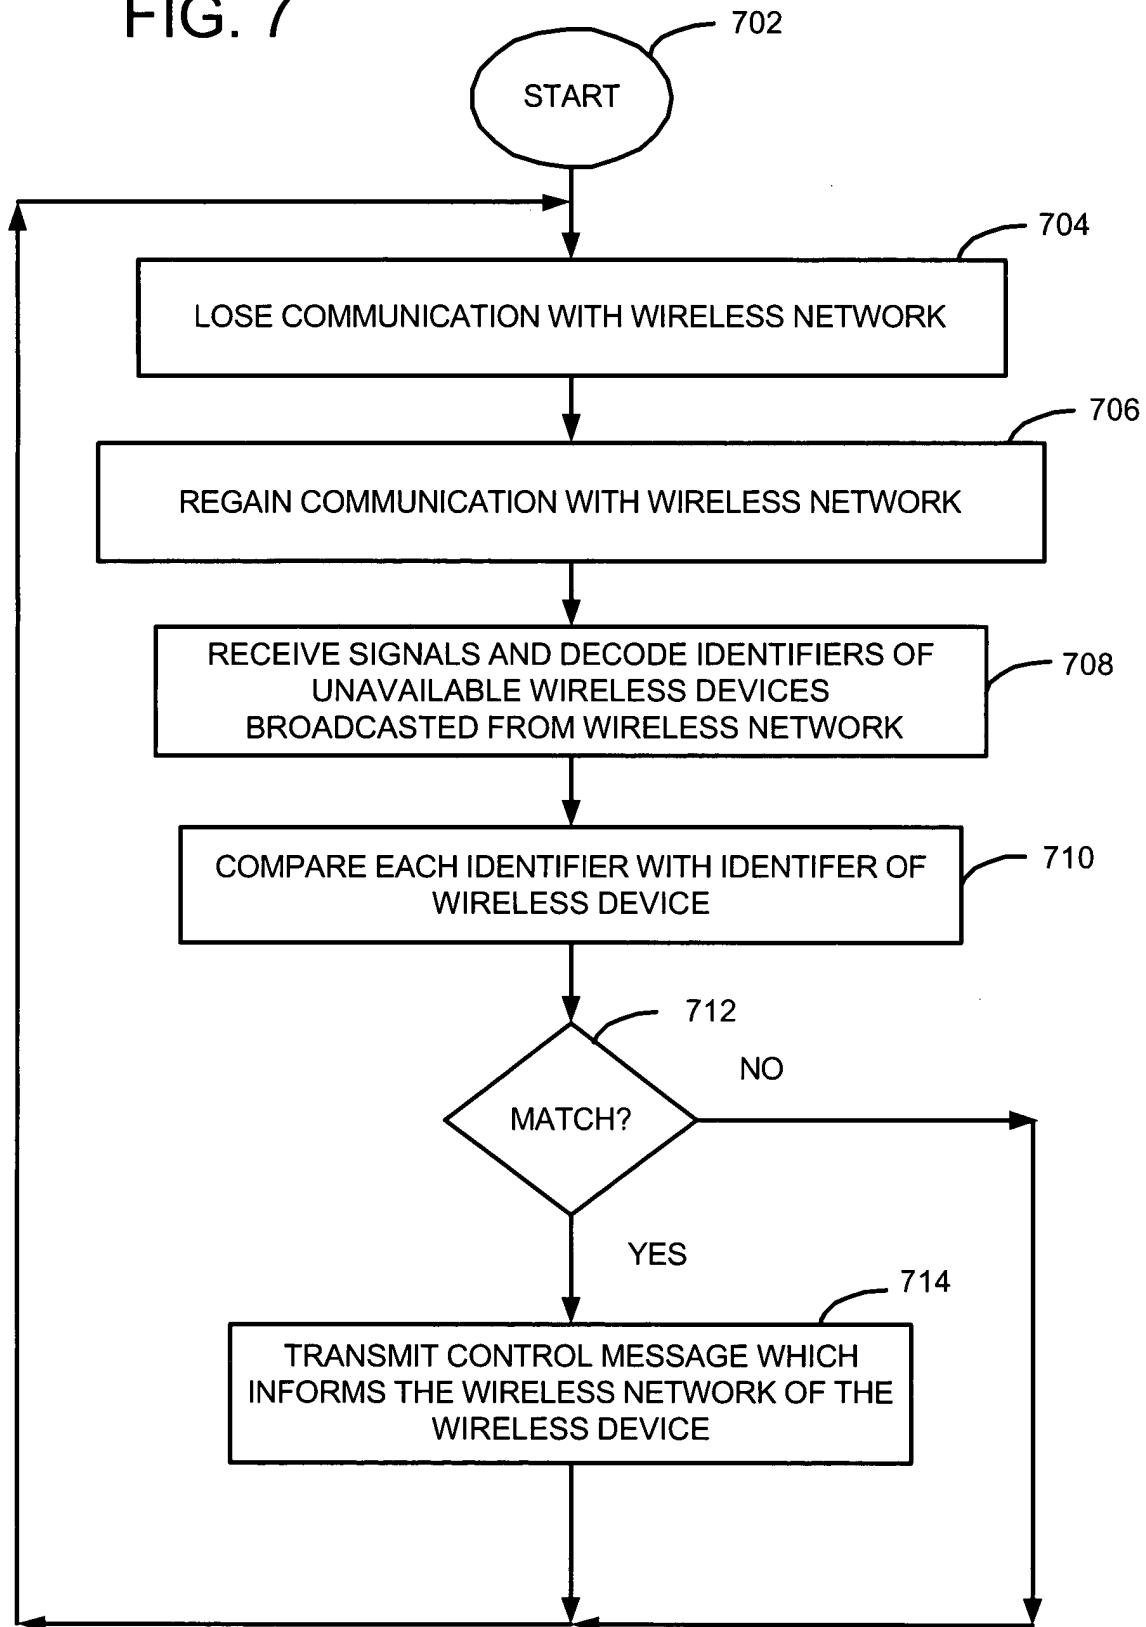 FIG. 7
702
START
704
LOSE COMMUNICATION WITH WIRELESS NETWORK
706
REGAIN COMMUNICATION WITH WIRELESS NETWORK
RECEIVE SIGNALS AND DECODE IDENTIFIERS OF
UNAVAILABLE WIRELESS DEVICES
BROADCASTED FROM WIRELESS NETWORK
708
COMPARE EACH IDENTIFIER WITH IDENTIFER OF
WIRELESS DEVICE
710
712
NO
MATCH?
YES
714
TRANSMIT CONTROL MESSAGE WHICH
INFORMS THE WIRELESS NETWORK OF THE
WIRELESS DEVICE